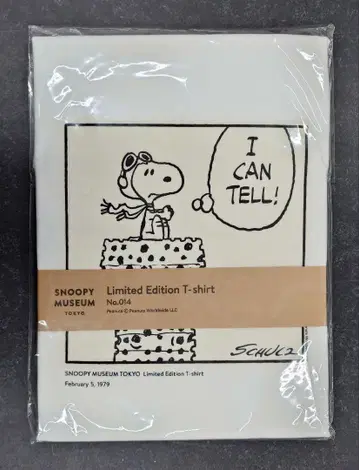 I
CAN
TELL!
SNOOPY
MUSEUM
TOKYO
Limited Edition T-shirt
No.014
Peanuts © Peanuts Worldwide LLC
SCHULZ
SNOOPY MUSEUM TOKYO Limited Edition T-shirt
February 5, 1979